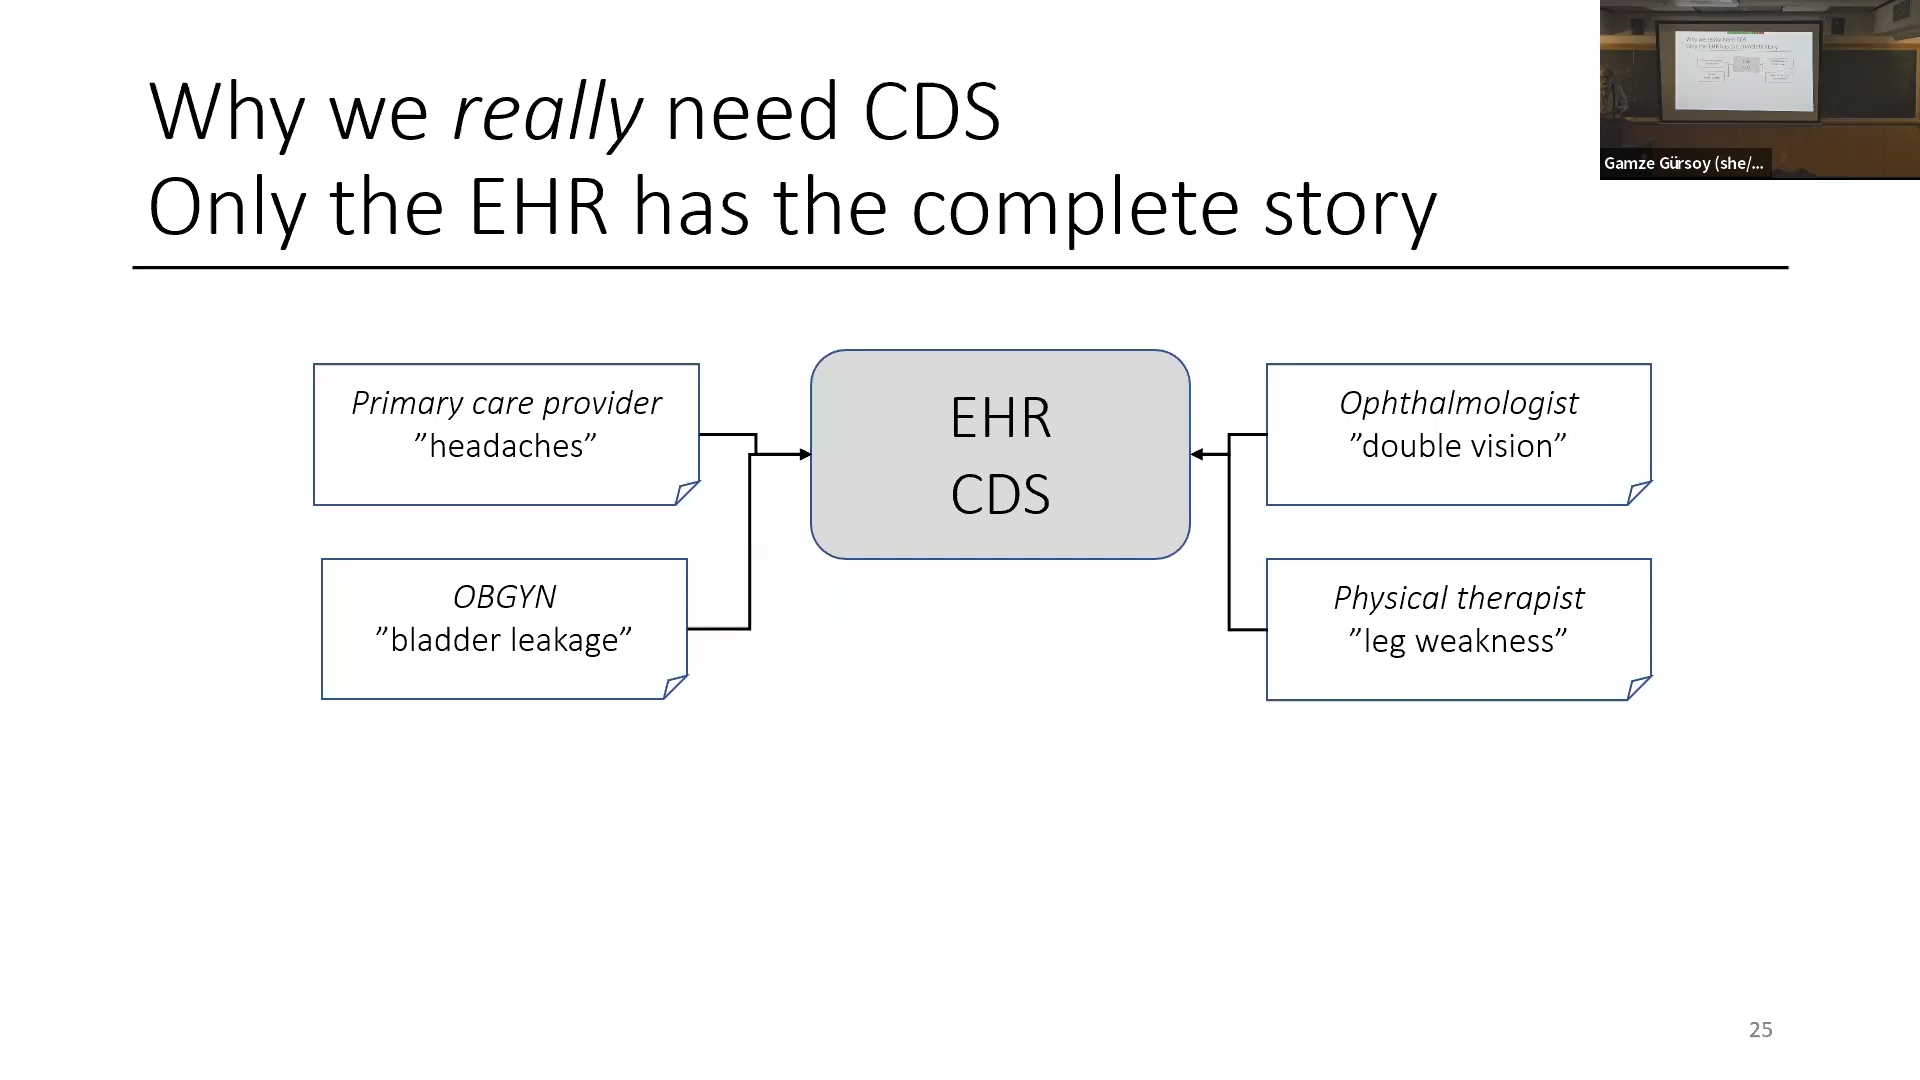 Why we really need CDS
Only the EHR has the complete story
Gamze Gürsoy (she/...
Primary care provider
”headaches”
EHR
CDS
Ophthalmologist
”double vision”
OBGYN
”bladder leakage”
Physical therapist
”leg weakness”
25